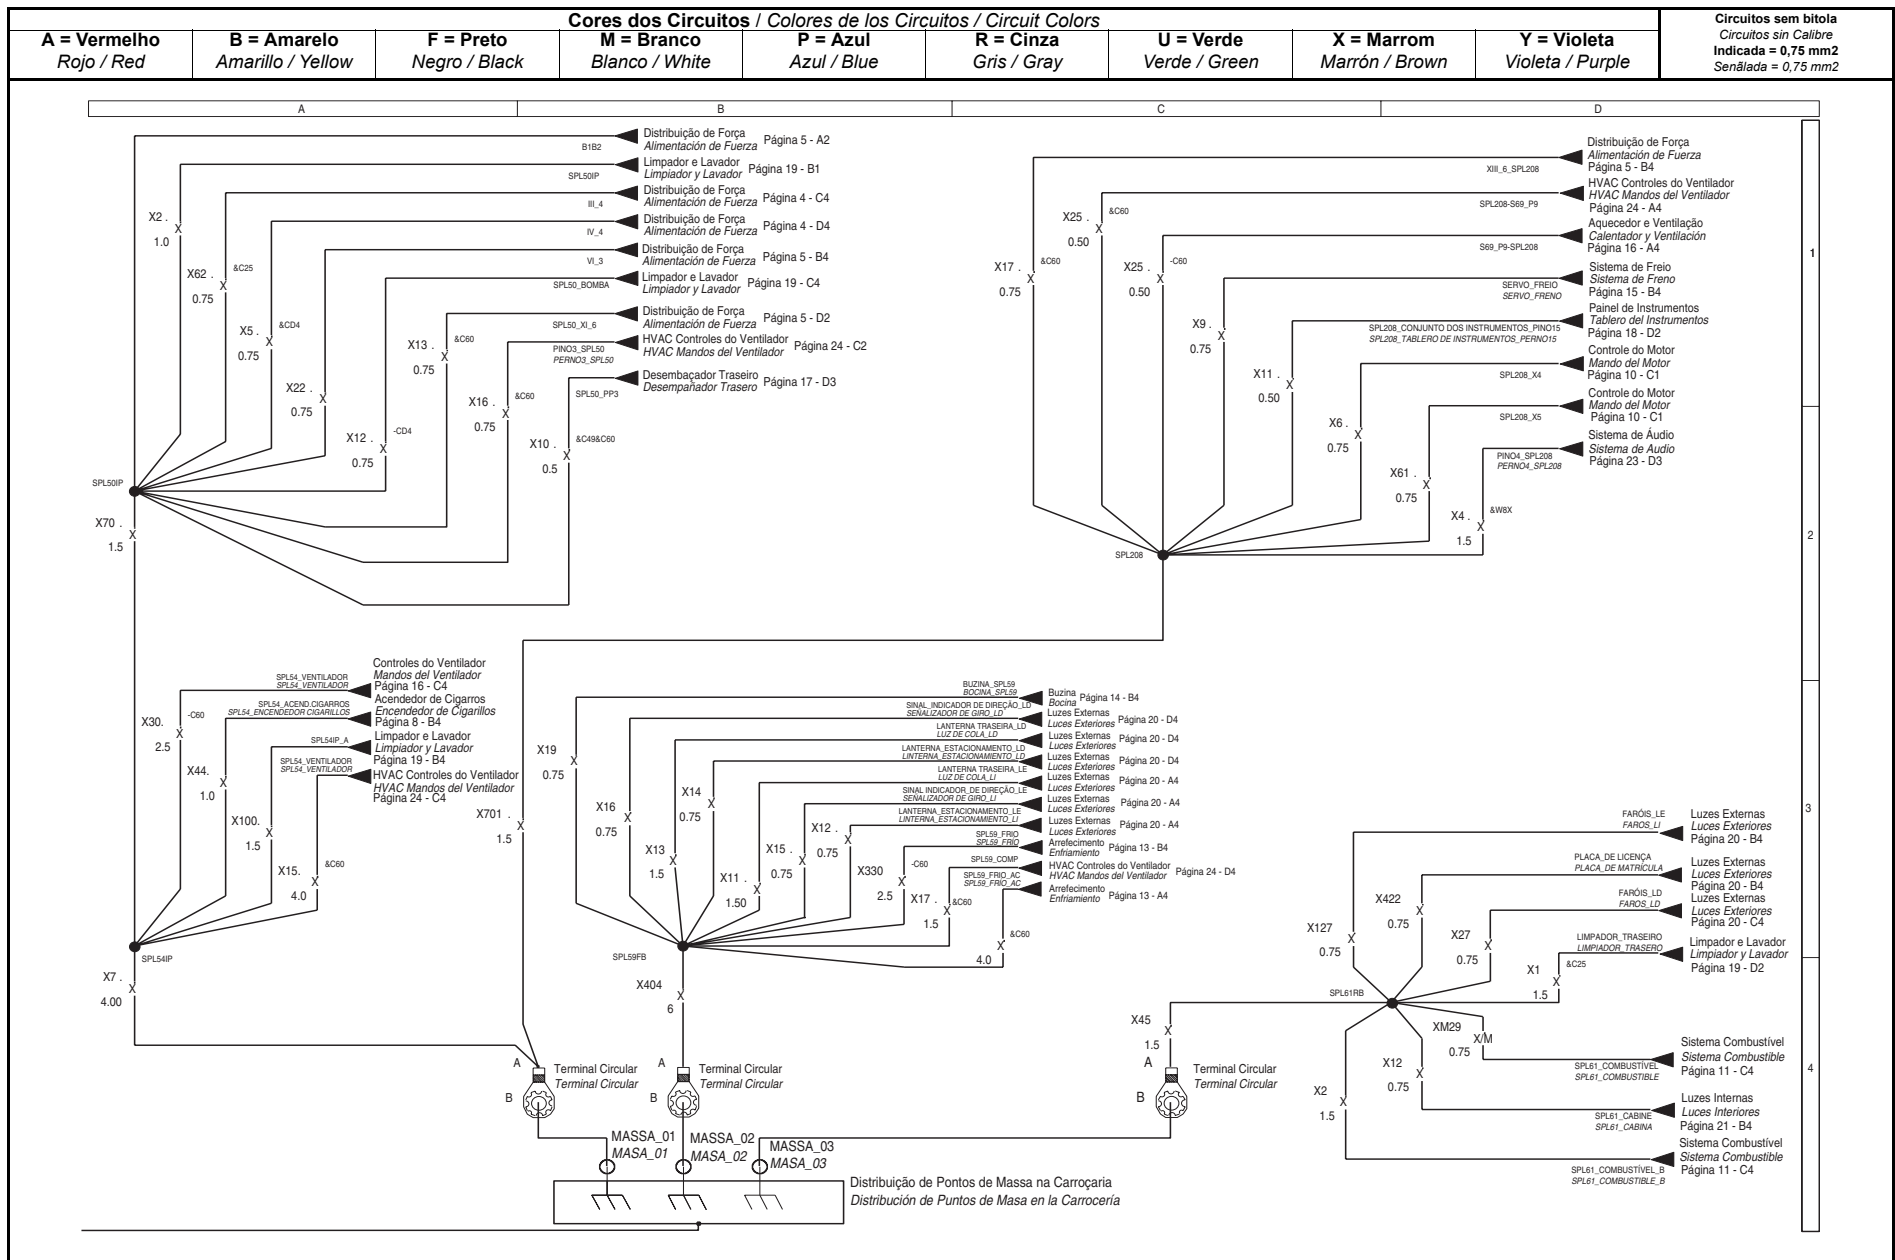 Cores dos Circuitos / Colores de los Circuitos / Circuit Colors
A = Vermelho
Rojo / Red
B = Amarelo
Amarillo / Yellow
F = Preto
Negro / Black
M = Branco
Blanco / White
P = Azul
Azul / Blue
R = Cinza
Gris / Gray
U = Verde
Verde / Green
X = Marrom
Marrón / Brown
Y = Violeta
Violeta / Purple
Circuitos sem bitola
Circuitos sin Calibre
Indicada = 0,75 mm2
Senãlada = 0,75 mm2
A
B
C
D
1
2
3
4
B1B2
Distribuição de Força
Alimentación de Fuerza
Página 5 - A2
SPL50IP
Limpador e Lavador
Limpiador y Lavador
Página 19 - B1
III_4
Distribuição de Força
Alimentación de Fuerza
Página 4 - C4
IV_4
Distribuição de Força
Alimentación de Fuerza
Página 4 - D4
VI_3
Distribuição de Força
Alimentación de Fuerza
Página 5 - B4
SPL50_BOMBA
Limpador e Lavador
Limpiador y Lavador
Página 19 - C4
SPL50_XI_6
Distribuição de Força
Alimentación de Fuerza
Página 5 - D2
PINO3_SPL50
PERNO3_SPL50
HVAC Controles do Ventilador
HVAC Mandos del Ventilador
Página 24 - C2
SPL50_PP3
Desembaçador Traseiro
Desempañador Trasero
Página 17 - D3
X2 .
X
1.0
X62 .
X
0.75
&C25
X5 .
X
0.75
&CD4
X22 .
X
0.75
X12 .
X
0.75
-CD4
X13 .
X
0.75
&C60
X16 .
X
0.75
&C60
X10 .
X
0.5
&C49&C60
SPL50IP
X70 .
X
1.5
XIII_6_SPL208
Distribuição de Força
Alimentación de Fuerza
Página 5 - B4
SPL208-S69_P9
HVAC Controles do Ventilador
HVAC Mandos del Ventilador
Página 24 - A4
S69_P9-SPL208
Aquecedor e Ventilação
Calentador y Ventilación
Página 16 - A4
SERVO_FREIO
SERVO_FRENO
Sistema de Freio
Sistema de Freno
Página 15 - B4
SPL208_CONJUNTO DOS INSTRUMENTOS_PINO15
SPL208_TABLERO DE INSTRUMENTOS_PERNO15
Painel de Instrumentos
Tablero del Instrumentos
Página 18 - D2
SPL208_X4
Controle do Motor
Mando del Motor
Página 10 - C1
SPL208_X5
Controle do Motor
Mando del Motor
Página 10 - C1
PINO4_SPL208
PERNO4_SPL208
Sistema de Áudio
Sistema de Audio
Página 23 - D3
X17 .
X
0.75
&C60
X25 .
X
0.50
&C60
X25 .
X
0.50
-C60
X9 .
X
0.75
X11 .
X
0.50
X6 .
X
0.75
X61 .
X
0.75
X4 .
X
1.5
&W8X
SPL208
SPL54_VENTILADOR
SPL54_VENTILADOR
Controles do Ventilador
Mandos del Ventilador
Página 16 - C4
SPL54_ACEND.CIGARROS
SPL54_ENCENDEDOR CIGARILLOS
Acendedor de Cigarros
Encendedor de Cigarillos
Página 8 - B4
SPL54IP_A
Limpador e Lavador
Limpiador y Lavador
Página 19 - B4
SPL54_VENTILADOR
SPL54_VENTILADOR
HVAC Controles do Ventilador
HVAC Mandos del Ventilador
Página 24 - C4
X30.
X
2.5
-C60
X44.
X
1.0
X100.
X
1.5
X15.
X
4.0
&C60
SPL54IP
X7 .
X
4.00
X701 .
X
1.5
BUZINA_SPL59
BOCINA_SPL59
Buzina
Bocina
Página 14 - B4
SINAL_INDICADOR DE DIREÇÃO_LD
SEÑALIZADOR DE GIRO_LD
Luzes Externas
Luces Exteriores
Página 20 - D4
LANTERNA TRASEIRA_LD
LUZ DE COLA_LD
Luzes Externas
Luces Exteriores
Página 20 - D4
LANTERNA_ESTACIONAMENTO_LD
LINTERNA_ESTACIONAMIENTO_LD
Luzes Externas
Luces Exteriores
Página 20 - D4
LANTERNA TRASEIRA_LE
LUZ DE COLA_LI
Luzes Externas
Luces Exteriores
Página 20 - A4
SINAL INDICADOR_DE DIREÇÃO_LE
SEÑALIZADOR DE GIRO_LI
Luzes Externas
Luces Exteriores
Página 20 - A4
LANTERNA_ESTACIONAMENTO_LE
LINTERNA_ESTACIONAMIENTO_LI
Luzes Externas
Luces Exteriores
Página 20 - A4
SPL59_FRIO
SPL59_FRIO
Arrefecimento
Enfriamiento
Página 13 - B4
SPL59_COMP
HVAC Controles do Ventilador
HVAC Mandos del Ventilador
Página 24 - D4
SPL59_FRIO_AC
SPL59_FRIO_AC
Arrefecimento
Enfriamiento
Página 13 - A4
X19
X
0.75
X16
X
0.75
X13
X
1.5
X14
X
0.75
X11 .
X
1.50
X15 .
X
0.75
X12 .
X
0.75
X330
X
2.5
-C60
X17 .
X
1.5
&C60
&C60
X
4.0
SPL59FB
X404
X
6
FARÓIS_LE
FAROS_LI
Luzes Externas
Luces Exteriores
Página 20 - B4
PLACA_DE LICENÇA
PLACA_DE MATRÍCULA
Luzes Externas
Luces Exteriores
Página 20 - B4
FARÓIS_LD
FAROS_LD
Luzes Externas
Luces Exteriores
Página 20 - C4
LIMPADOR_TRASEIRO
LIMPIADOR_TRASERO
Limpador e Lavador
Limpiador y Lavador
Página 19 - D2
X127
X
0.75
X422
X
0.75
X27
X
0.75
X1
X
1.5
&C25
SPL61RB
X45
X
1.5
XM29
X/M
0.75
X12
X
0.75
X2
X
1.5
SPL61_COMBUSTÍVEL
SPL61_COMBUSTIBLE
Sistema Combustível
Sistema Combustible
Página 11 - C4
SPL61_CABINE
SPL61_CABINA
Luzes Internas
Luces Interiores
Página 21 - B4
SPL61_COMBUSTÍVEL_B
SPL61_COMBUSTIBLE_B
Sistema Combustível
Sistema Combustible
Página 11 - C4
A
B
Terminal Circular
Terminal Circular
A
B
Terminal Circular
Terminal Circular
A
B
Terminal Circular
Terminal Circular
MASSA_01
MASA_01
MASSA_02
MASA_02
MASSA_03
MASA_03
Distribuição de Pontos de Massa na Carroçaria
Distribución de Puntos de Masa en la Carrocería